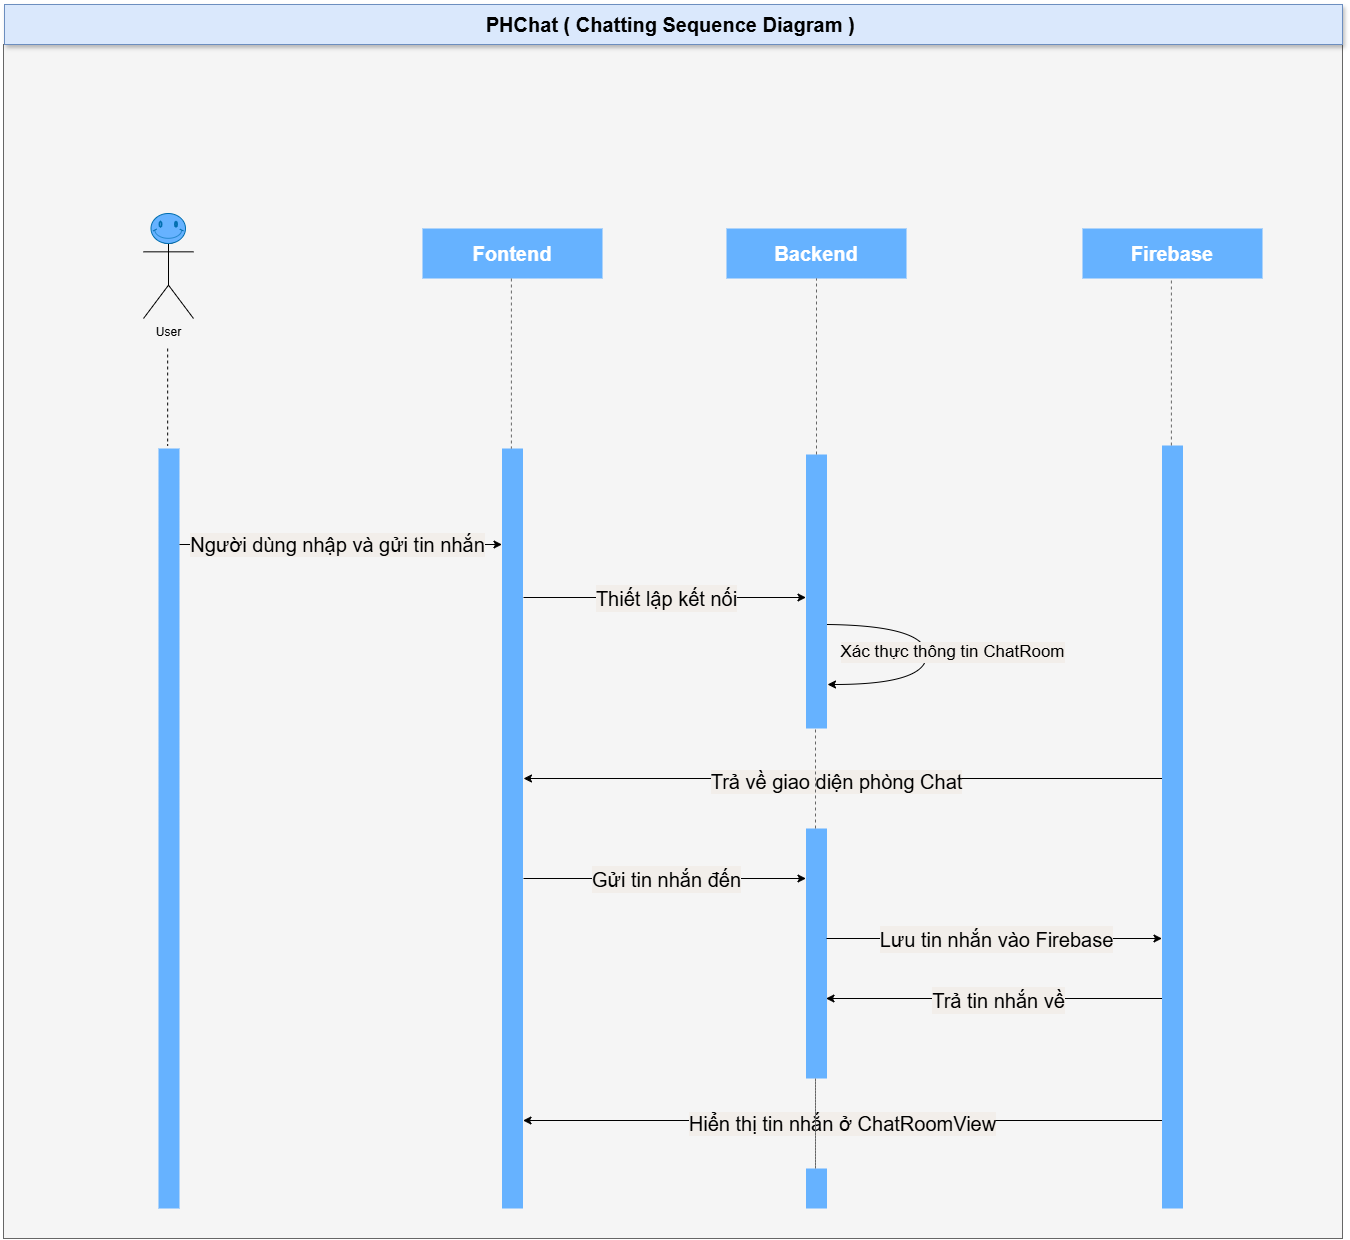 PHChat ( Chatting Sequence Diagram )
Fontend
Backend
Firebase
User
Người dùng nhập và gửi tin nhắn
Thiết lập kết nối
Xác thực thông tin ChatRoom
Trả về giao diện phòng Chat
Gửi tin nhắn đến
Lưu tin nhắn vào Firebase
Trả tin nhắn về
Hiển thị tin nhắn ở ChatRoomView